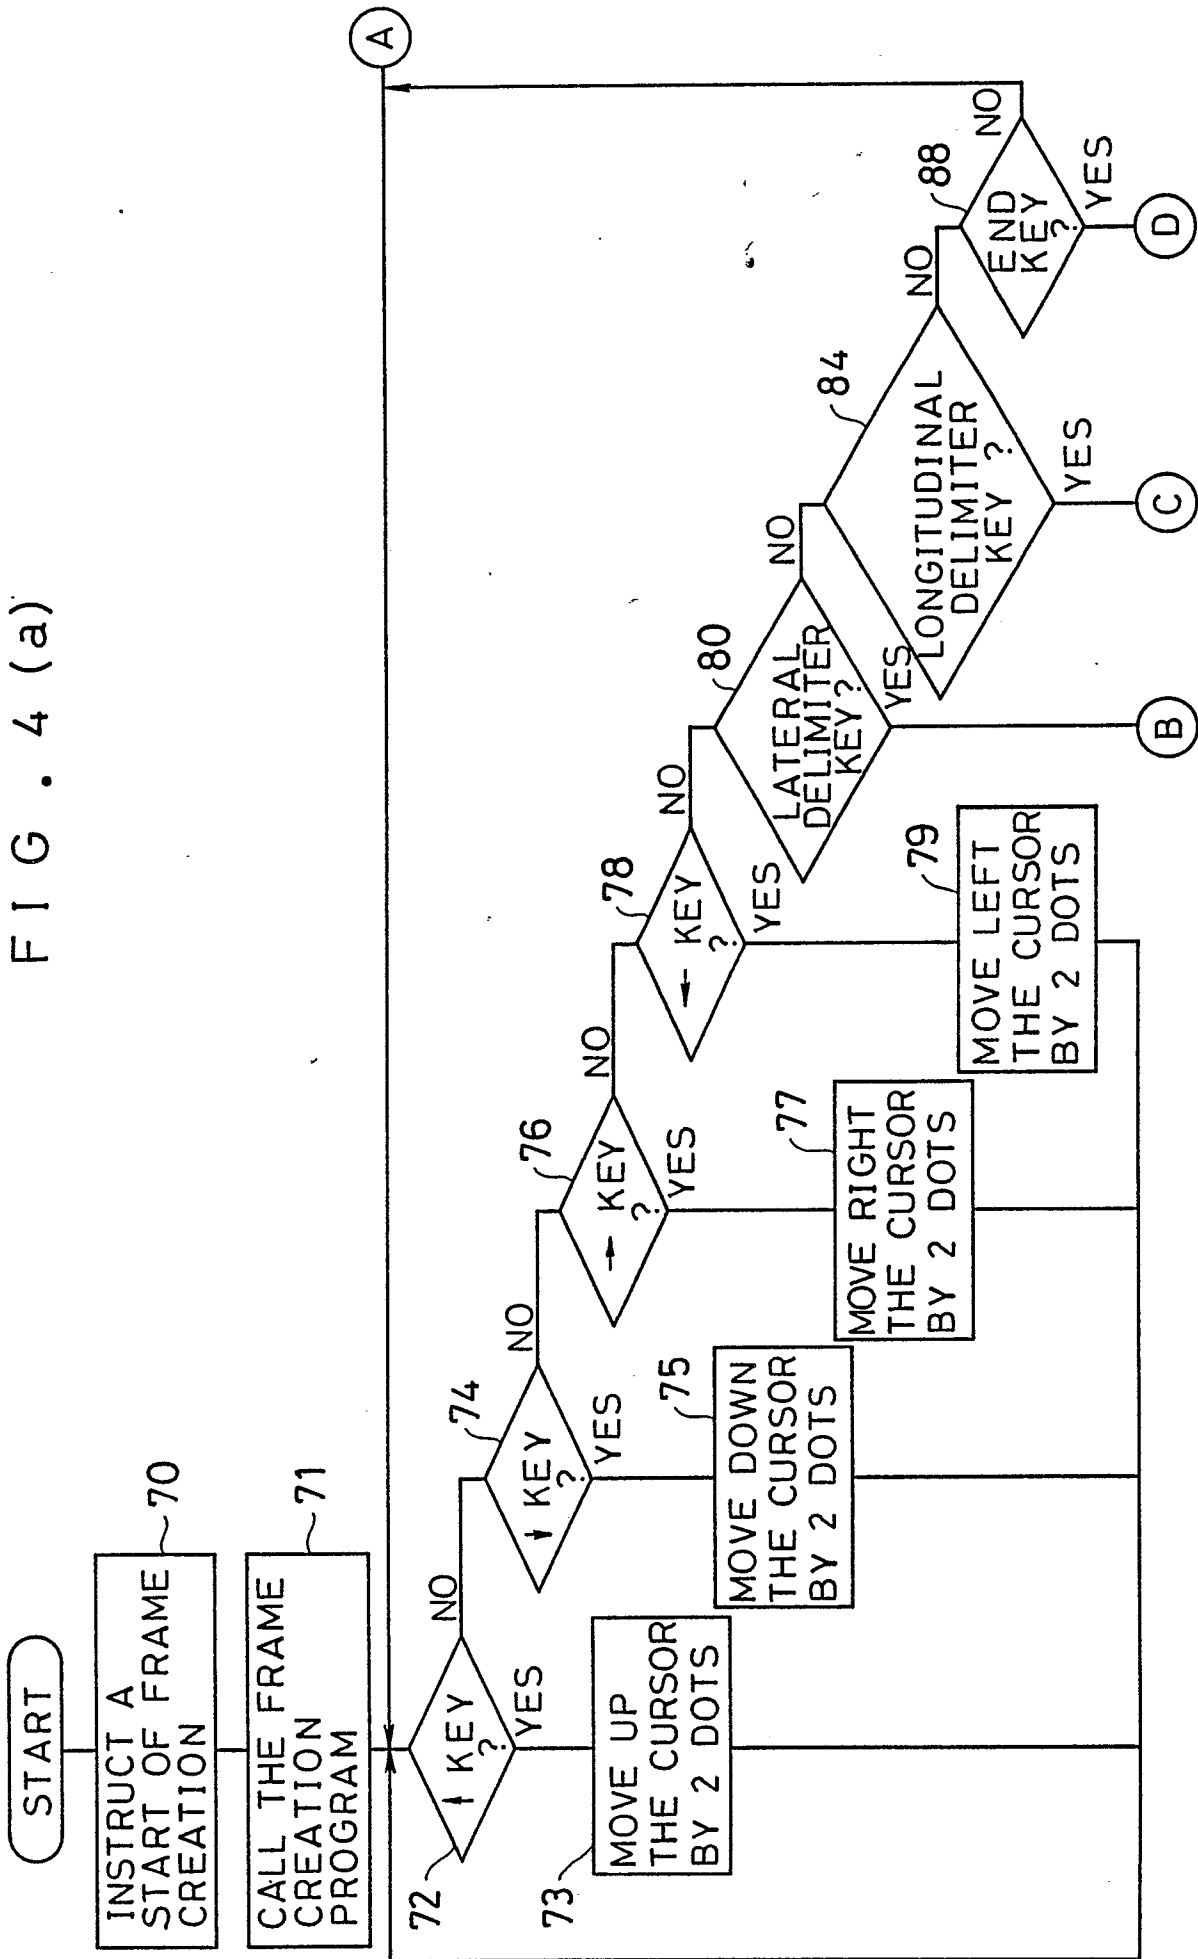 FIG. 4 (a)
START
INSTRUCT A
START OF FRAME
CREATION
70
CALL THE FRAME
CREATION
PROGRAM
71
A
↑ KEY
?
72
NO
YES
MOVE UP
THE CURSOR
BY 2 DOTS
73
↓ KEY
?
74
NO
YES
MOVE DOWN
THE CURSOR
BY 2 DOTS
75
→ KEY
?
76
NO
YES
MOVE RIGHT
THE CURSOR
BY 2 DOTS
77
← KEY
?
78
NO
YES
MOVE LEFT
THE CURSOR
BY 2 DOTS
79
LATERAL
DELIMITER
KEY?
80
NO
YES
B
LONGITUDINAL
DELIMITER
KEY ?
84
NO
YES
C
END
KEY
?
88
NO
YES
D